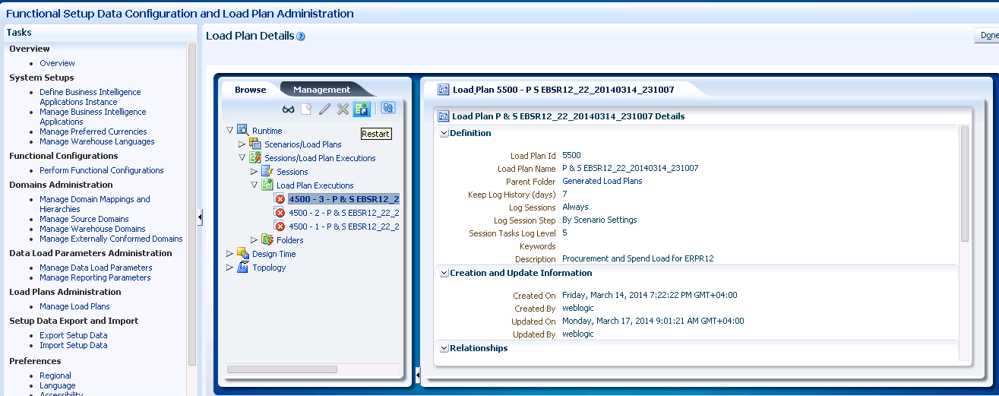 Functional Setup Data Configuration and Load Plan Administration
Tasks
Overview
Overview
System Setups
Define Business Intelligence
Applications Instance
Manage Business Intelligence
Applications
Manage Preferred Currencies
Manage Warehouse Languages
Functional Configurations
Perform Functional Configurations
Domains Administration
Manage Domain Mappings and
Hierarchies
Manage Source Domains
Manage Warehouse Domains
Manage Externally Conformed Domains
Data Load Parameters Administration
Manage Data Load Parameters
Manage Reporting Parameters
Load Plans Administration
Manage Load Plans
Setup Data Export and Import
Export Setup Data
Import Setup Data
Preferences
Regional
Language
Accessibility
Load Plan Details
Done
Browse
Management
Restart
Runtime
Scenarios/Load Plans
Sessions/Load Plan Executions
Sessions
Load Plan Executions
4500 - 3 - P & S EBSR12_2
4500 - 2 - P & S EBSR12_22_2
4500 - 1 - P & S EBSR12_22_2
Folders
Design Time
Topology
Load Plan 5500 - P S EBSR12_22_20140314_231007
Load Plan P & S EBSR12_22_20140314_231007 Details
Definition
Load Plan Id 5500
Load Plan Name P & S EBSR12_22_20140314_231007
Parent Folder Generated Load Plans
Keep Log History (days) 7
Log Sessions Always
Log Session Step By Scenario Settings
Session Tasks Log Level 5
Keywords
Description Procurement and Spend Load for ERPR12
Creation and Update Information
Created On Friday, March 14, 2014 7:22:22 PM GMT+04:00
Created By weblogic
Updated On Monday, March 17, 2014 9:01:21 AM GMT+04:00
Updated By weblogic
Relationships